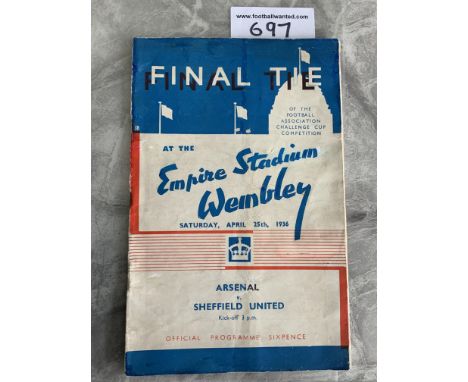 www.footballwanted.com
697
FINAL TIE
OF THE
FOOTBALL
ASSOCIATION
CHALLENGE CUP
COMPETITION
AT THE
Empire Stadium
Wembley
SATURDAY, APRIL 25th, 1936
ARSENAL
v.
SHEFFIELD UNITED
Kick-off 3 p.m.
OFFICIAL PROGRAMME SIXPENCE